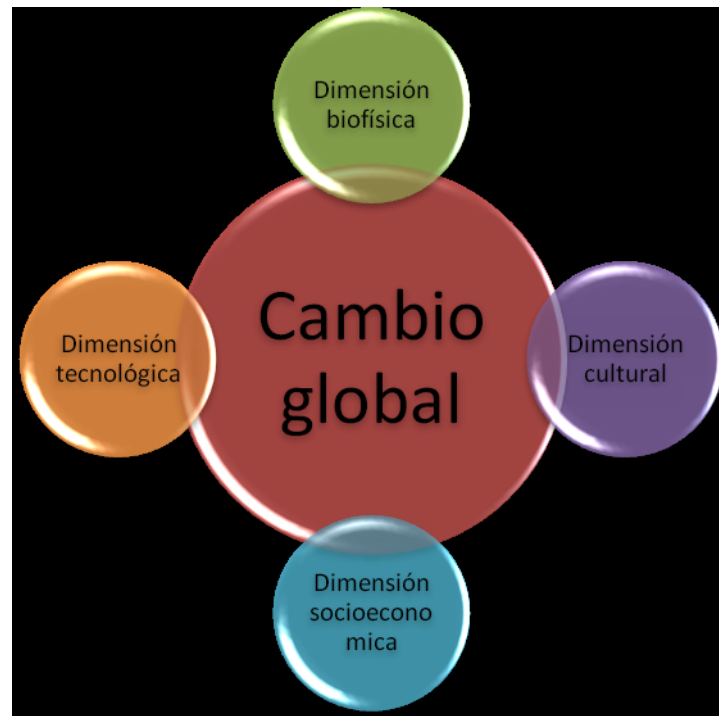 Dimensión
biofísica
Cambio
global
Dimensión
tecnológica
Dimensión
cultural
Dimensión
socioecono
mica